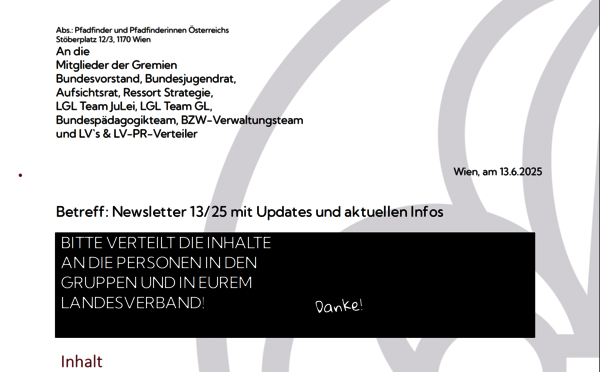 Abs.: Pfadfinder und Pfadfinderinnen Österreichs
Stöberplatz 12/3, 1170 Wien
An die
Mitglieder der Gremien
Bundesvorstand, Bundesjugendrat,
Aufsichtsrat, Ressort Strategie,
LGL Team JuLei, LGL Team GL,
Bundespädagogikteam, BZW-Verwaltungsteam
und LV`s & LV-PR-Verteiler
Wien, am 13.6.2025
Betreff: Newsletter 13/25 mit Updates und aktuellen Infos
BITTE VERTEILT DIE INHALTE
AN DIE PERSONEN IN DEN
GRUPPEN UND IN EUREM
LANDESVERBAND!
Danke!
Inhalt